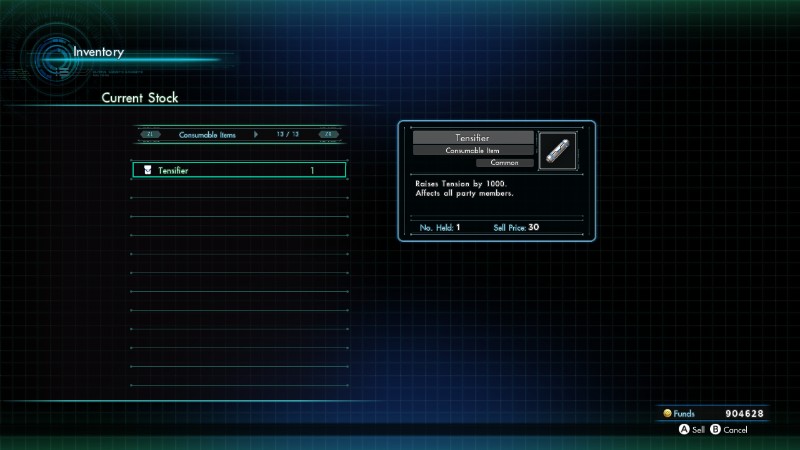 Inventory
Current Stock
ZL Consumable Items 13 / 13 ZR
Tensifier 1
Tensifier
Consumable Item
Common
Raises Tension by 1000.
Affects all party members.
No. Held: 1 Sell Price: 30
Funds 904628
A Sell B Cancel